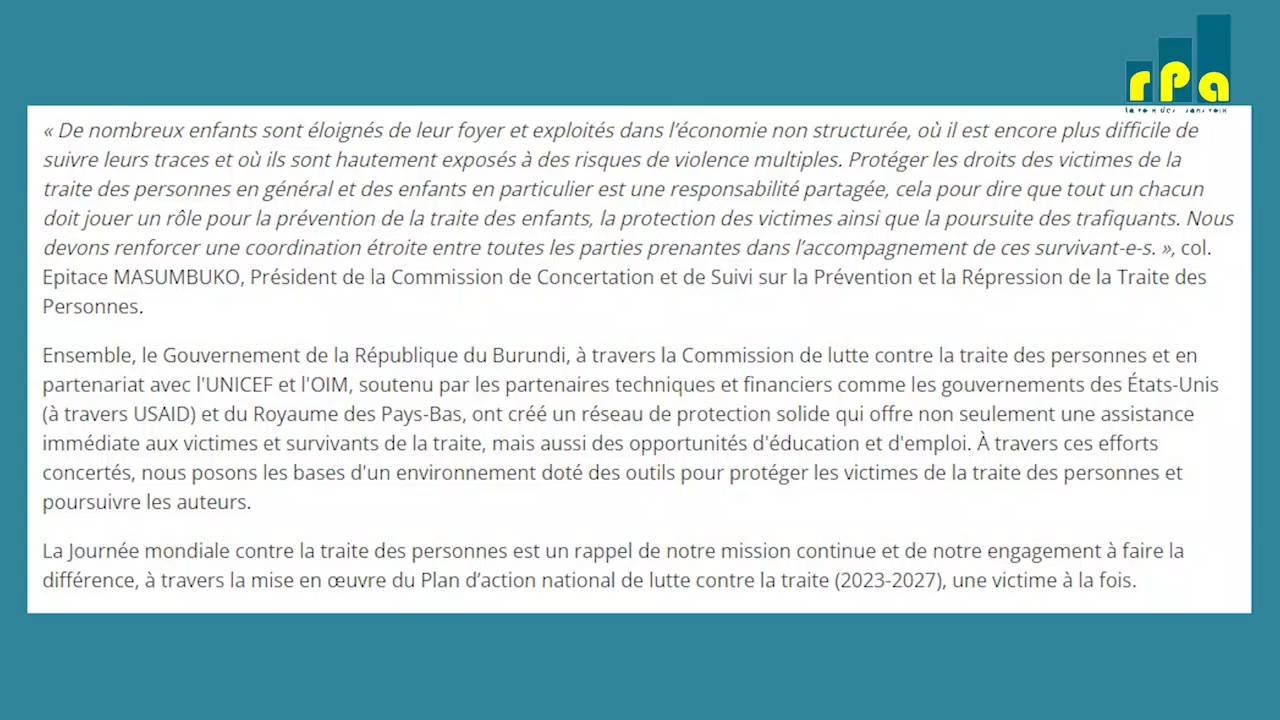 rPa
la voix des sans voix
« De nombreux enfants sont éloignés de leur foyer et exploités dans l’économie non structurée, où il est encore plus difficile de
suivre leurs traces et où ils sont hautement exposés à des risques de violence multiples. Protéger les droits des victimes de la
traite des personnes en général et des enfants en particulier est une responsabilité partagée, cela pour dire que tout un chacun
doit jouer un rôle pour la prévention de la traite des enfants, la protection des victimes ainsi que la poursuite des trafiquants. Nous
devons renforcer une coordination étroite entre toutes les parties prenantes dans l’accompagnement de ces survivant-e-s. », col.
Epitace MASUMBUKO, Président de la Commission de Concertation et de Suivi sur la Prévention et la Répression de la Traite des
Personnes.
Ensemble, le Gouvernement de la République du Burundi, à travers la Commission de lutte contre la traite des personnes et en
partenariat avec l'UNICEF et l'OIM, soutenu par les partenaires techniques et financiers comme les gouvernements des États-Unis
(à travers USAID) et du Royaume des Pays-Bas, ont créé un réseau de protection solide qui offre non seulement une assistance
immédiate aux victimes et survivants de la traite, mais aussi des opportunités d'éducation et d'emploi. À travers ces efforts
concertés, nous posons les bases d'un environnement doté des outils pour protéger les victimes de la traite des personnes et
poursuivre les auteurs.
La Journée mondiale contre la traite des personnes est un rappel de notre mission continue et de notre engagement à faire la
différence, à travers la mise en œuvre du Plan d’action national de lutte contre la traite (2023-2027), une victime à la fois.